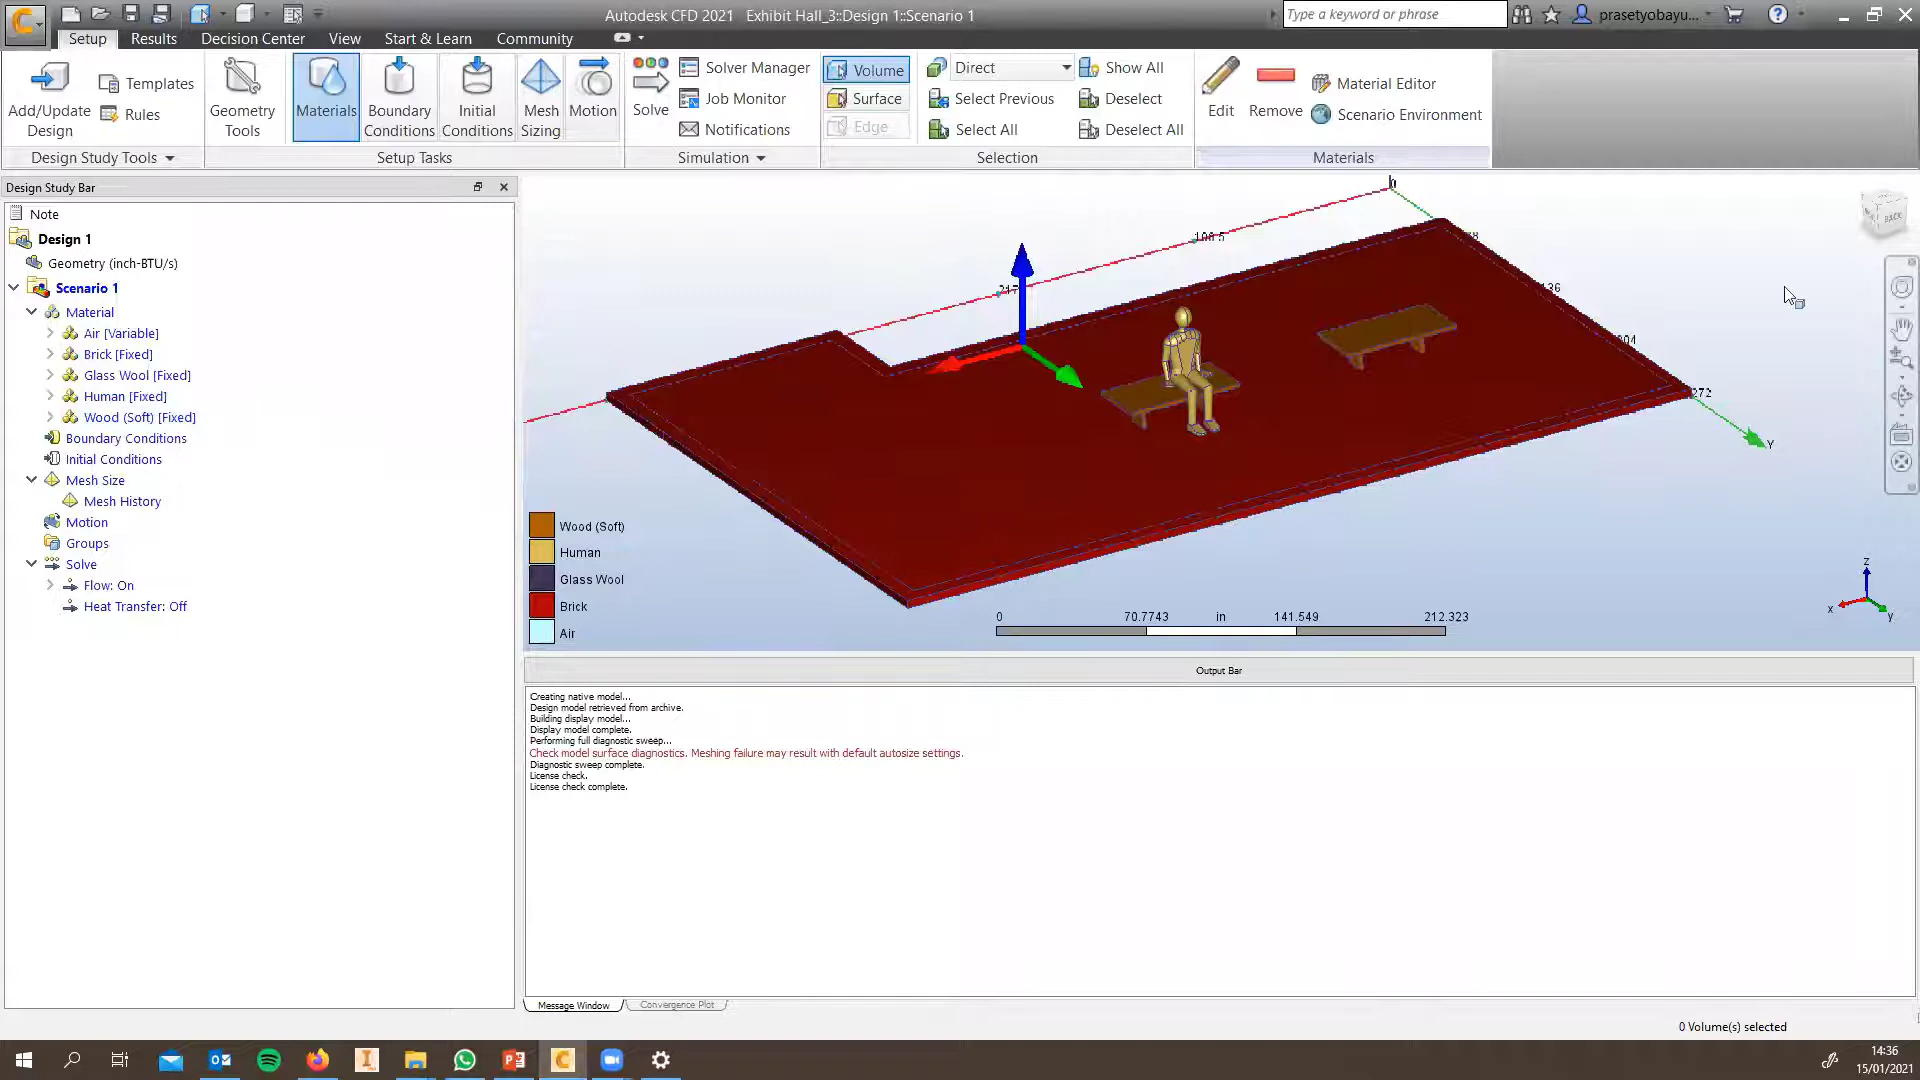 Autodesk CFD 2021 Exhibit Hall_3::Design 1::Scenario 1
Type a keyword or phrase
prasetyobayu...
Setup Results Decision Center View Start & Learn Community
Add/Update Design
Templates
Rules
Design Study Tools
Geometry Tools
Materials
Boundary Conditions
Initial Conditions
Mesh Sizing
Motion
Setup Tasks
Solve
Solver Manager
Job Monitor
Notifications
Simulation
Volume
Surface
Edge
Direct
Select Previous
Select All
Show All
Deselect
Deselect All
Selection
Edit
Remove
Material Editor
Scenario Environment
Materials
Design Study Bar
Note
Design 1
Geometry (inch-BTU/s)
Scenario 1
Material
Air [Variable]
Brick [Fixed]
Glass Wool [Fixed]
Human [Fixed]
Wood (Soft) [Fixed]
Boundary Conditions
Initial Conditions
Mesh Size
Mesh History
Motion
Groups
Solve
Flow: On
Heat Transfer: Off
BACK
272
Y
Wood (Soft)
Human
Glass Wool
Brick
Air
0 70.7743 in 141.549 212.323
z
x
y
Output Bar
Creating native model...
Design model retrieved from archive.
Building display model...
Display model complete.
Performing full diagnostic sweep...
Check model surface diagnostics. Meshing failure may result with default autosize settings.
Diagnostic sweep complete.
License check.
License check complete.
Message Window Convergence Plot
0 Volume(s) selected
14:36
15/01/2021